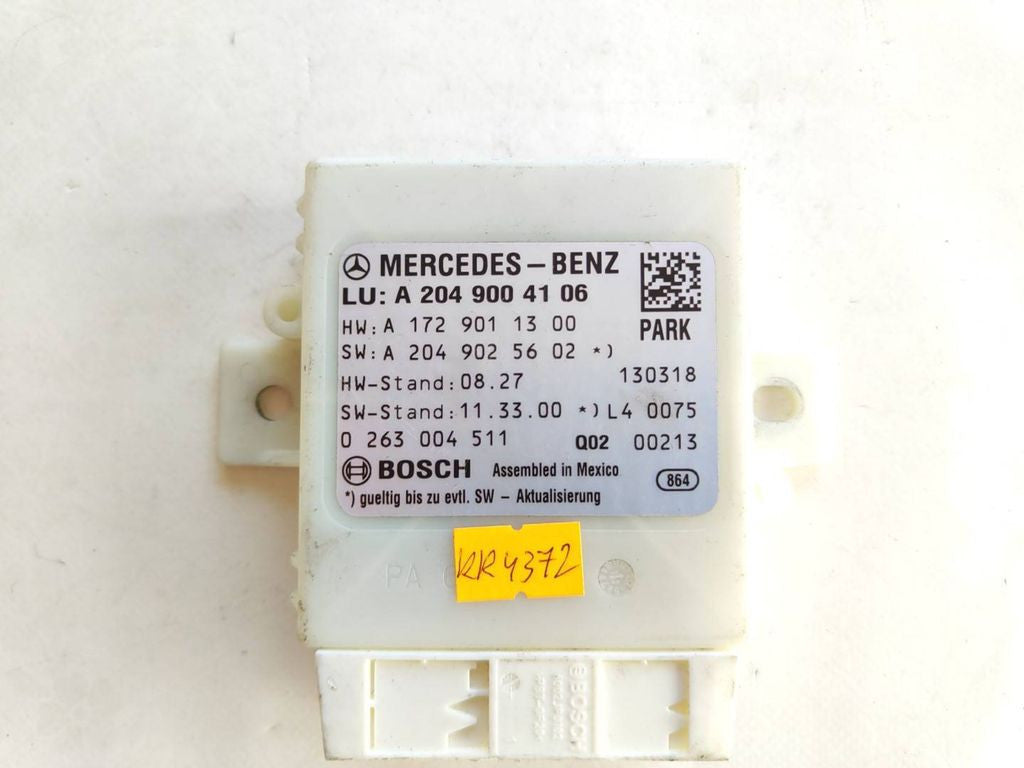 MERCEDES-BENZ
LU: A 204 900 41 06
HW: A 172 901 13 00
PARK
SW: A 204 902 56 02 *)
HW-Stand: 08.27 130318
SW-Stand: 11.33.00 *) L4 0075
0 263 004 511 Q02 00213
BOSCH Assembled in Mexico 864
*) gueltig bis zu evtl. SW - Aktualisierung
PA
KR4372
BOSCH